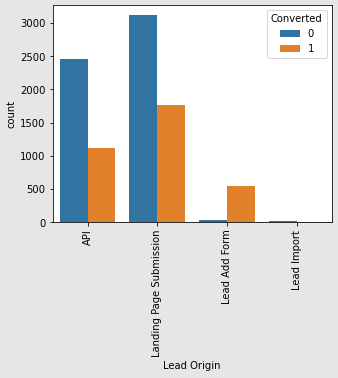 Converted
0
1
3000
2500
2000
1500
1000
500
0
count
API
Landing Page Submission
Lead Add Form
Lead Import
Lead Origin